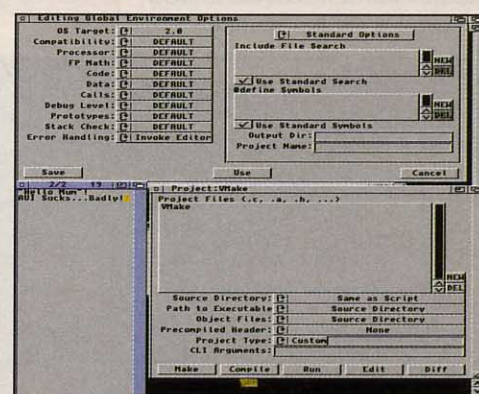 Editing Global Environment Options
OS Target: 2.0
Compatibility: DEFAULT
Processor: DEFAULT
FP Math: DEFAULT
Code: DEFAULT
Data: DEFAULT
Calls: DEFAULT
Debug Level: DEFAULT
Prototypes: DEFAULT
Stack Check: DEFAULT
Error Handling: Invoke Editor
Standard Options
Include File Search
NEW
DEL
Use Standard Search
#define Symbols
NEW
DEL
Use Standard Symbols
Output Dir:
Project Name:
Save
Use
Cancel
2/2 19
"Hello Mum"!
AVI Sucks...Badly!
Project:VMake
Project Files (.c, .a, .h, ...)
VMake
NEW
DEL
Source Directory: Same as Script
Path to Executable Source Directory
Object Files: Source Directory
Precompiled Header: None
Project Type: Custom
CLI Arguments:
Make
Compile
Run
Edit
Diff